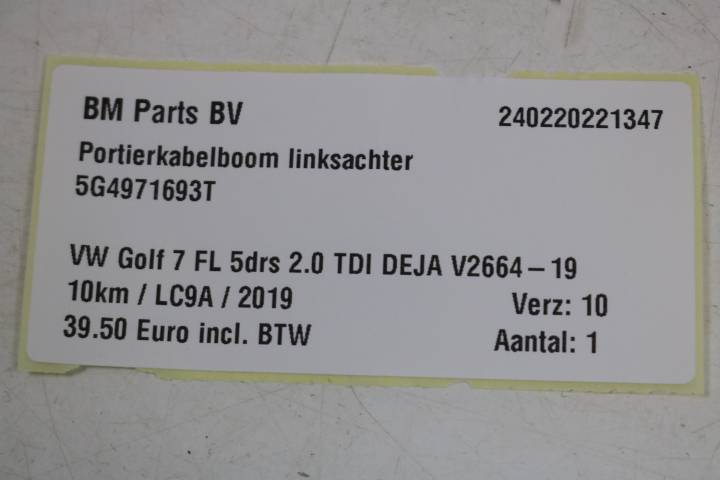 BM Parts BV 240220221347
Portierkabelboom linksachter
5G4971693T
VW Golf 7 FL 5drs 2.0 TDI DEJA V2664-19
10km / LC9A / 2019 Verz: 10
39.50 Euro incl. BTW Aantal: 1